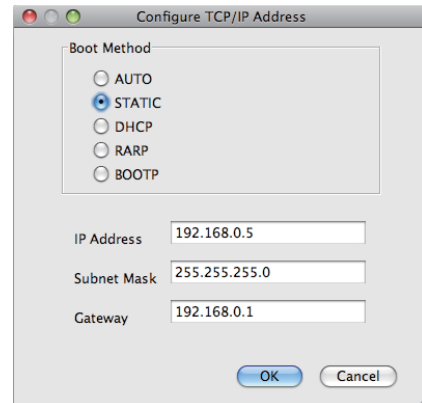 Configure TCP/IP Address
Boot Method
AUTO
STATIC
DHCP
RARP
BOOTP
IP Address 192.168.0.5
Subnet Mask 255.255.255.0
Gateway 192.168.0.1
OK Cancel